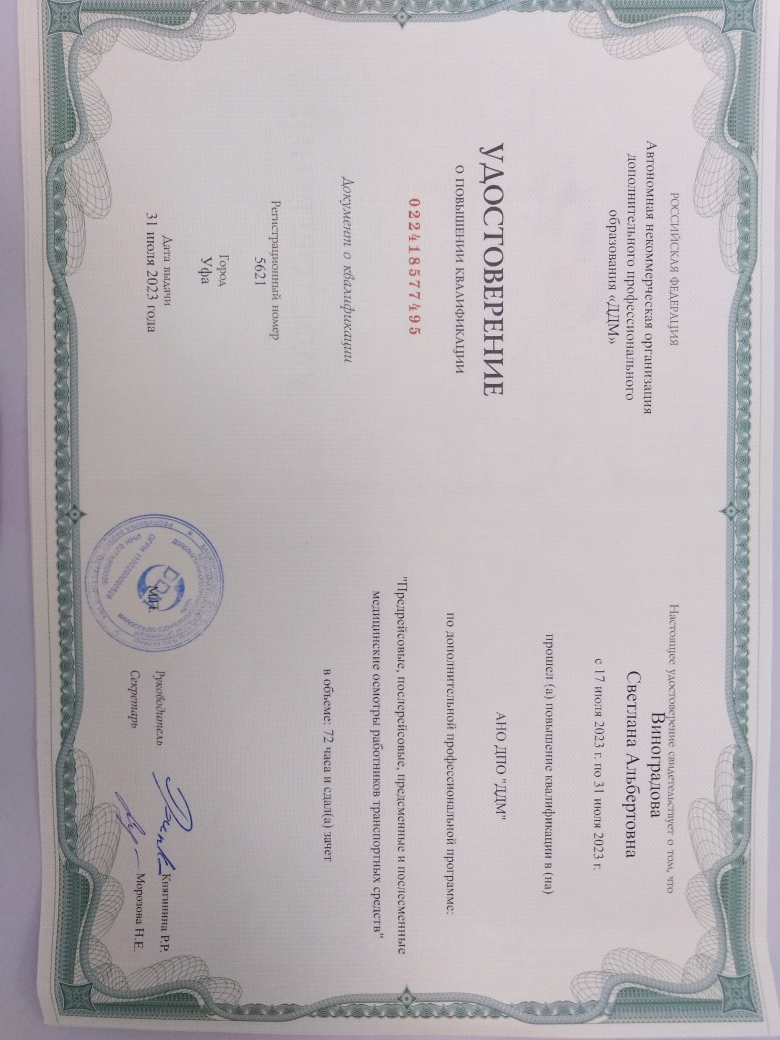 РОССИЙСКАЯ ФЕДЕРАЦИЯ
Автономная некоммерческая организация
дополнительного профессионального
образования «ДДМ»
УДОСТОВЕРЕНИЕ
О ПОВЫШЕНИИ КВАЛИФИКАЦИИ
022418577495
Документ о квалификации
Регистрационный номер
5621
Город
Уфа
Дата выдачи
31 июля 2023 года
Настоящее удостоверение свидетельствует о том, что
Виноградова
Светлана Альбертовна
с 17 июля 2023 г. по 31 июля 2023 г.
прошел (а) повышение квалификации в (на)
АНО ДПО "ДДМ"
по дополнительной профессиональной программе:
"Предрейсовые, послерейсовые, предсменные и послесменные
медицинские осмотры работников транспортных средств"
в объеме: 72 часа и сдал(а) зачет
М.П.
Руководитель
Княгинина Р.Р.
Секретарь
Морозова Н.Е.